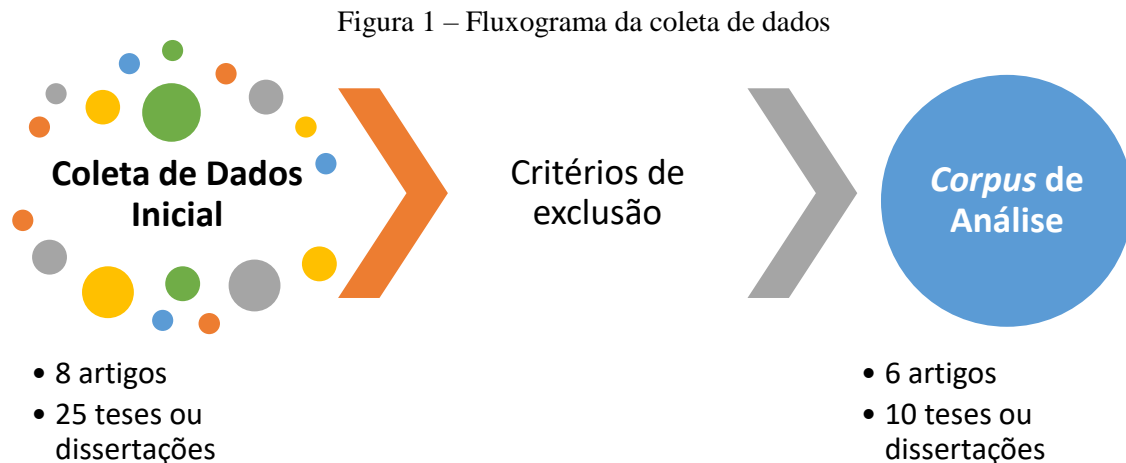 Figura 1 – Fluxograma da coleta de dados
Coleta de Dados
Inicial
Critérios de
exclusão
Corpus de
Análise
• 8 artigos
• 25 teses ou
dissertações
• 6 artigos
• 10 teses ou
dissertações